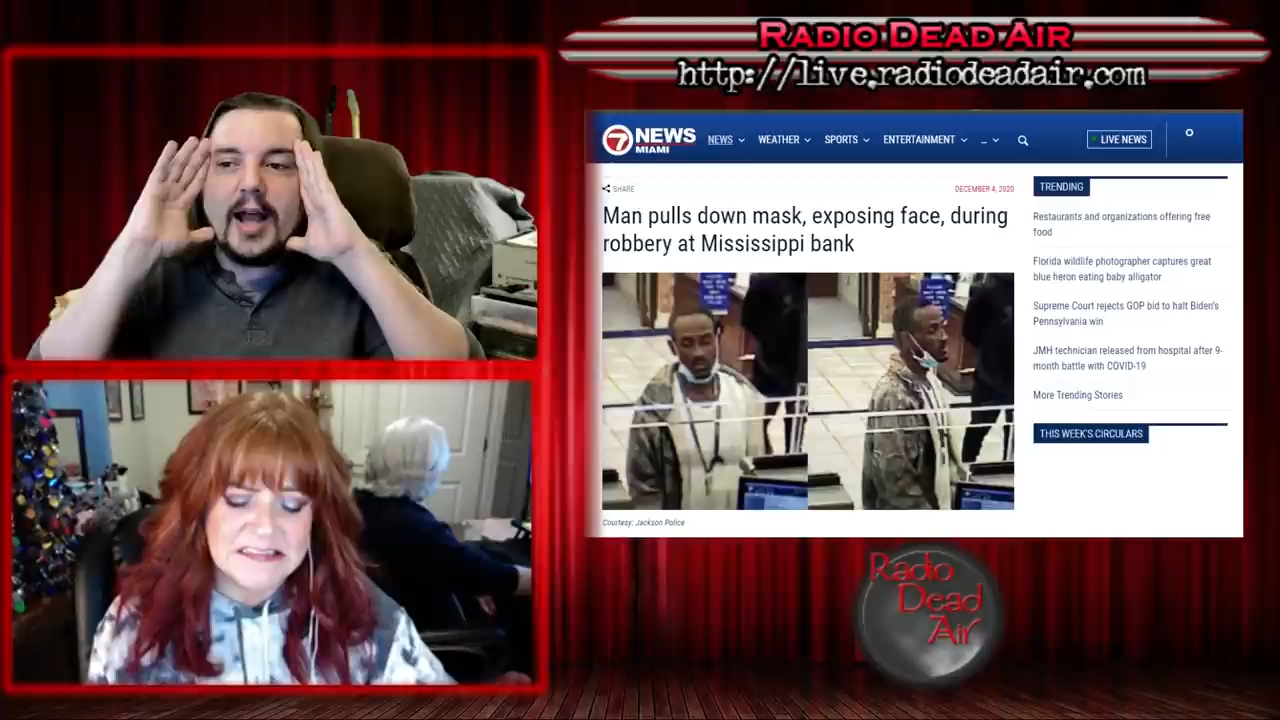 RADIO DEAD AIR
http://live.radiodeadair.com
7 NEWS
MIAMI
NEWS WEATHER SPORTS ENTERTAINMENT ... LIVE NEWS
SHARE
DECEMBER 4, 2020
Man pulls down mask, exposing face, during
robbery at Mississippi bank
Courtesy: Jackson Police
TRENDING
Restaurants and organizations offering free
food
Florida wildlife photographer captures great
blue heron eating baby alligator
Supreme Court rejects GOP bid to halt Biden's
Pennsylvania win
JMH technician released from hospital after 9-
month battle with COVID-19
More Trending Stories
THIS WEEK'S CIRCULARS
Radio
Dead
Air